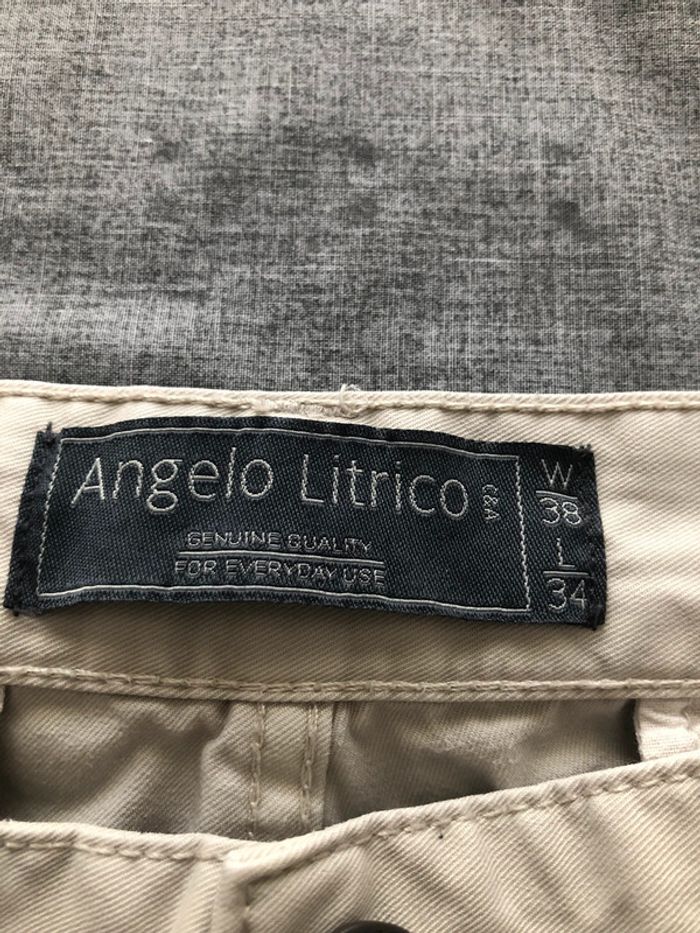 Angelo Litrico
C&A
GENUINE QUALITY
FOR EVERYDAY USE
W
38
L
34